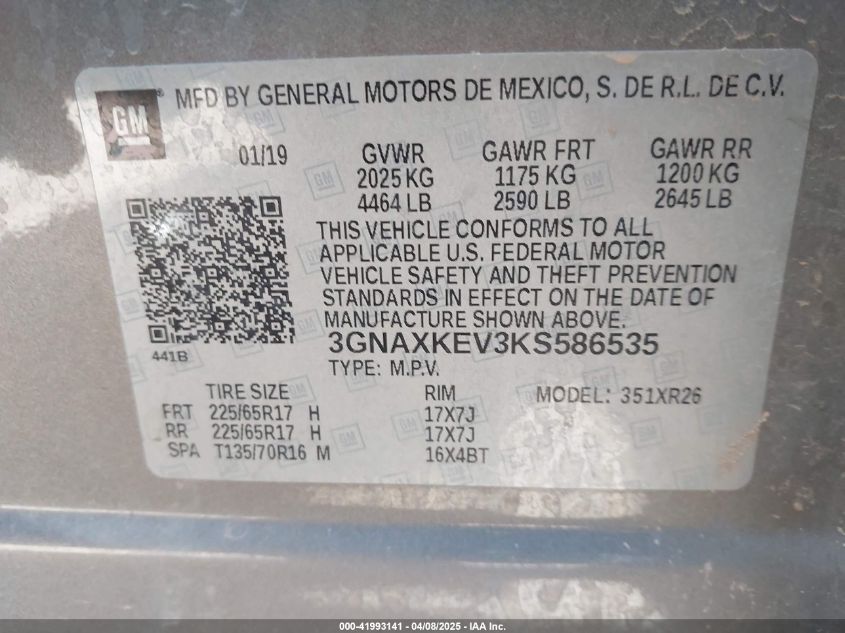 GM ® MFD BY GENERAL MOTORS DE MEXICO, S. DE R.L. DE C.V.
01/19 GVWR GAWR FRT GAWR RR
2025 KG 1175 KG 1200 KG
4464 LB 2590 LB 2645 LB
THIS VEHICLE CONFORMS TO ALL
APPLICABLE U.S. FEDERAL MOTOR
VEHICLE SAFETY AND THEFT PREVENTION
STANDARDS IN EFFECT ON THE DATE OF
MANUFACTURE SHOWN ABOVE.
441B 3GNAXKEV3KS586535
TYPE: M.P.V.
TIRE SIZE RIM MODEL: 351XR26
FRT 225/65R17 H 17X7J
RR 225/65R17 H 17X7J
SPA T135/70R16 M 16X4BT
000-41993141 - 04/08/2025 - IAA Inc.